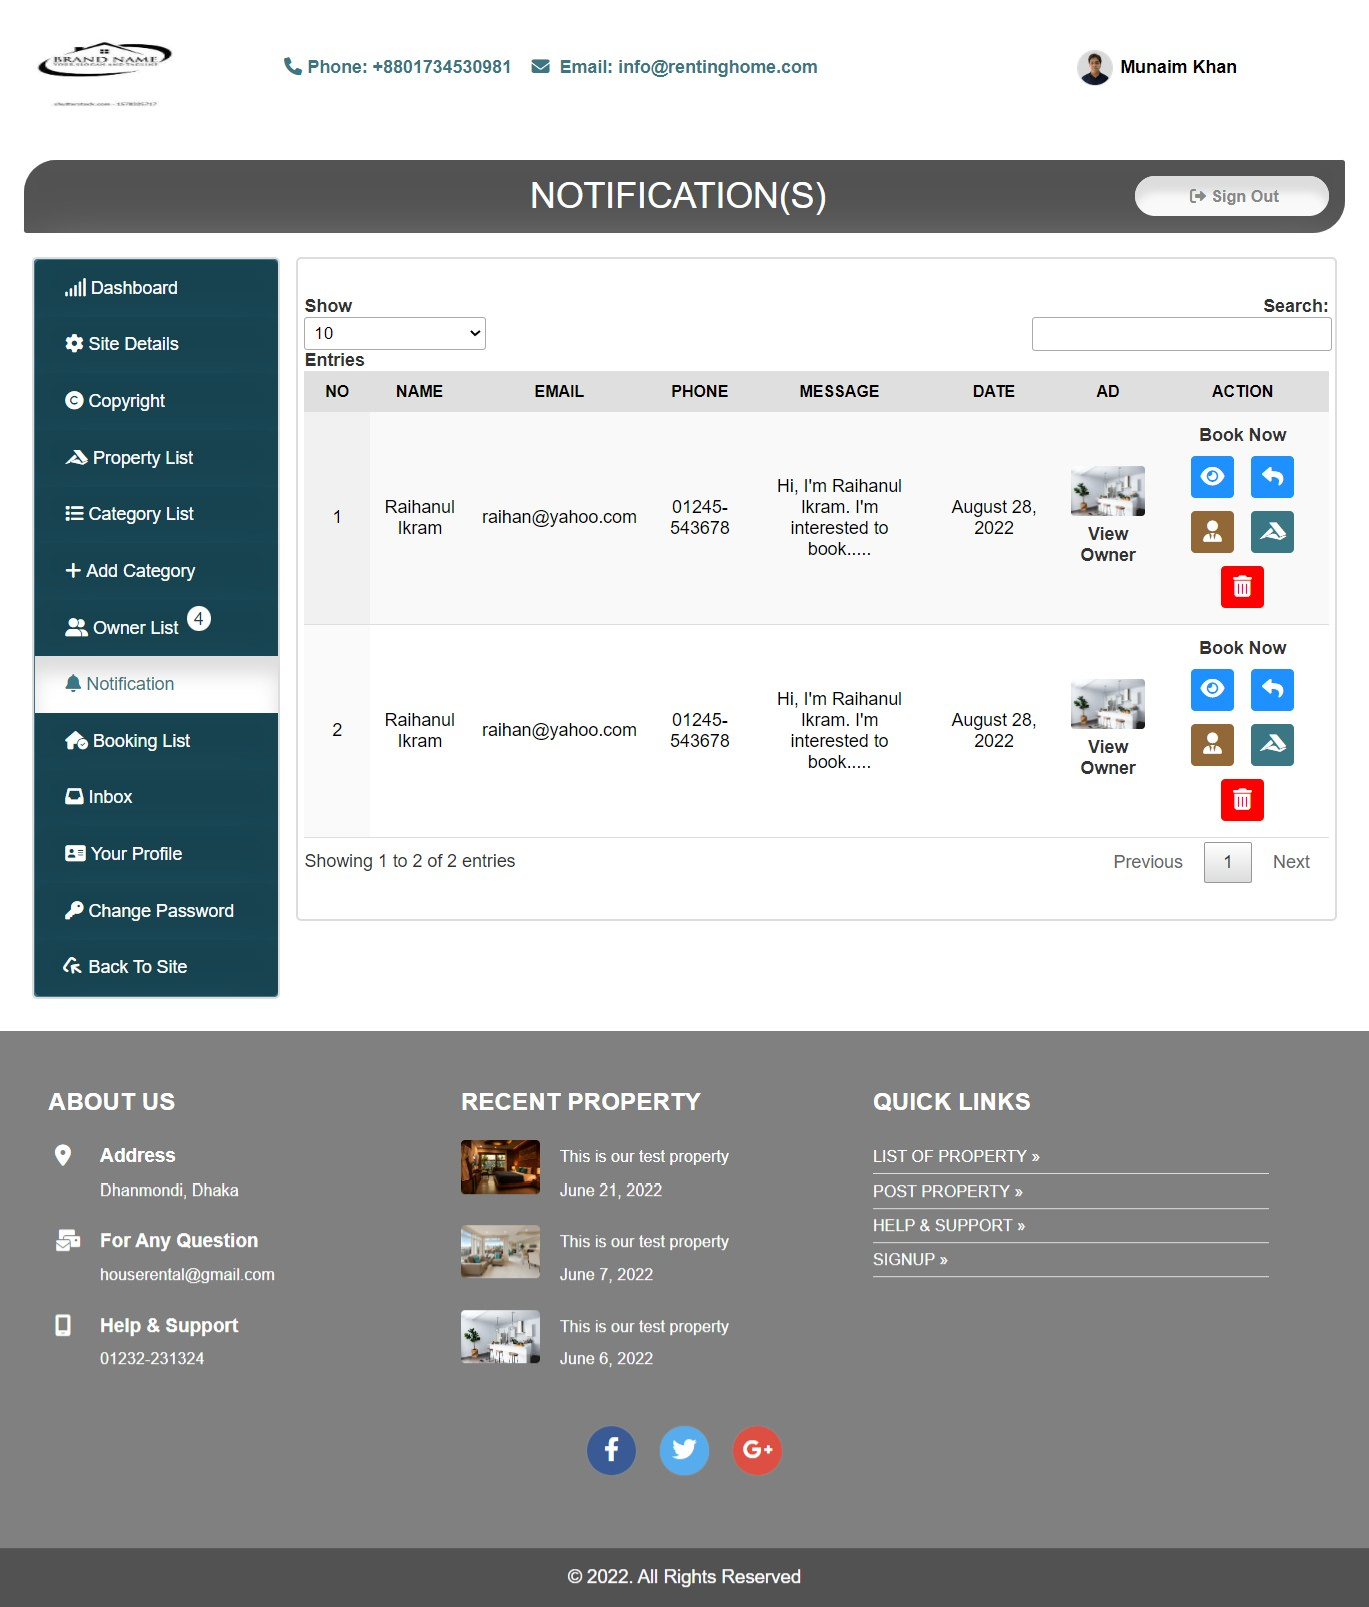 BRAND NAME
Phone: +8801734530981 Email: info@rentinghome.com
Munaim Khan
NOTIFICATION(S)
Sign Out
Dashboard
Site Details
Copyright
Property List
Category List
Add Category
Owner List 4
Notification
Booking List
Inbox
Your Profile
Change Password
Back To Site
Show
10
Entries
Search:
NO NAME EMAIL PHONE MESSAGE DATE AD ACTION
1
Raihanul
Ikram
raihan@yahoo.com
01245-
543678
Hi, I'm Raihanul
Ikram. I'm
interested to
book.....
August 28,
2022
View
Owner
Book Now
2
Raihanul
Ikram
raihan@yahoo.com
01245-
543678
Hi, I'm Raihanul
Ikram. I'm
interested to
book.....
August 28,
2022
View
Owner
Book Now
Showing 1 to 2 of 2 entries
Previous 1 Next
ABOUT US
Address
Dhanmondi, Dhaka
For Any Question
houserental@gmail.com
Help & Support
01232-231324
RECENT PROPERTY
This is our test property
June 21, 2022
This is our test property
June 7, 2022
This is our test property
June 6, 2022
QUICK LINKS
LIST OF PROPERTY »
POST PROPERTY »
HELP & SUPPORT »
SIGNUP »
© 2022. All Rights Reserved